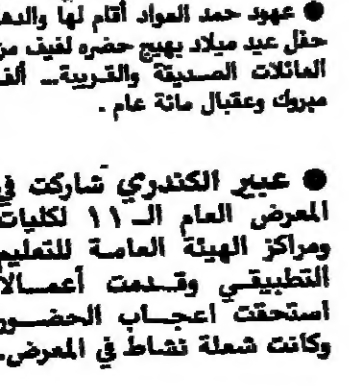 ● عهود حمد العواد أقام لها والدها
حفل عيد ميلاد بهيج حضره لفيف من
العائلات الصديقة والقريبة... ألف
مبروك وعقبال مائة عام .
● عبير الكندري شاركت في
المعرض العام الـ ١١ لكليات
ومراكز الهيئة العامة للتعليم
التطبيقي وقدمت أعمالا
استحقت اعجاب الحضور
وكانت شعلة نشاط في المعرض.